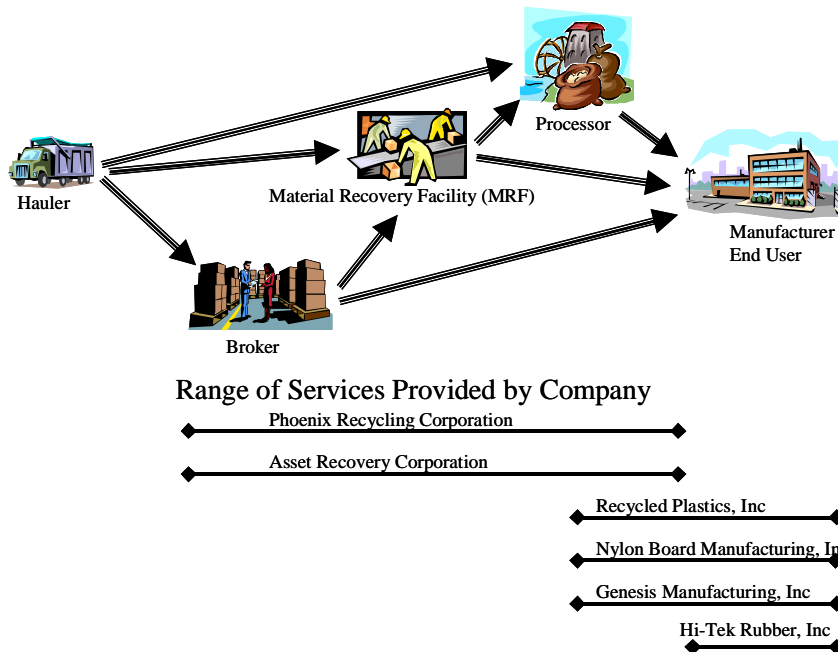 Processor
Hauler
Material Recovery Facility (MRF)
Manufacturer
End User
Broker
Range of Services Provided by Company
Phoenix Recycling Corporation
Asset Recovery Corporation
Recycled Plastics, Inc
Nylon Board Manufacturing, In
Genesis Manufacturing, Inc
Hi-Tek Rubber, Inc